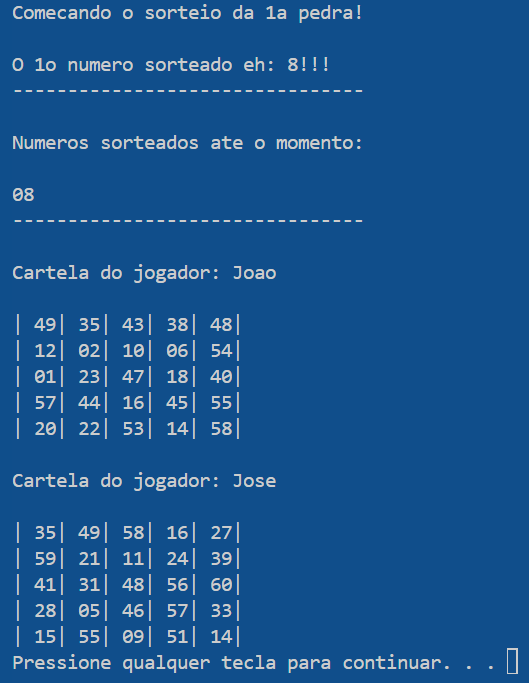 Comecando o sorteio da 1a pedra!
O 1o numero sorteado eh: 8!!!
--------------------------------
Numeros sorteados ate o momento:
08
--------------------------------
Cartela do jogador: Joao
| 49| 35| 43| 38| 48|
| 12| 02| 10| 06| 54|
| 01| 23| 47| 18| 40|
| 57| 44| 16| 45| 55|
| 20| 22| 53| 14| 58|
Cartela do jogador: Jose
| 35| 49| 58| 16| 27|
| 59| 21| 11| 24| 39|
| 41| 31| 48| 56| 60|
| 28| 05| 46| 57| 33|
| 15| 55| 09| 51| 14|
Pressione qualquer tecla para continuar. . .